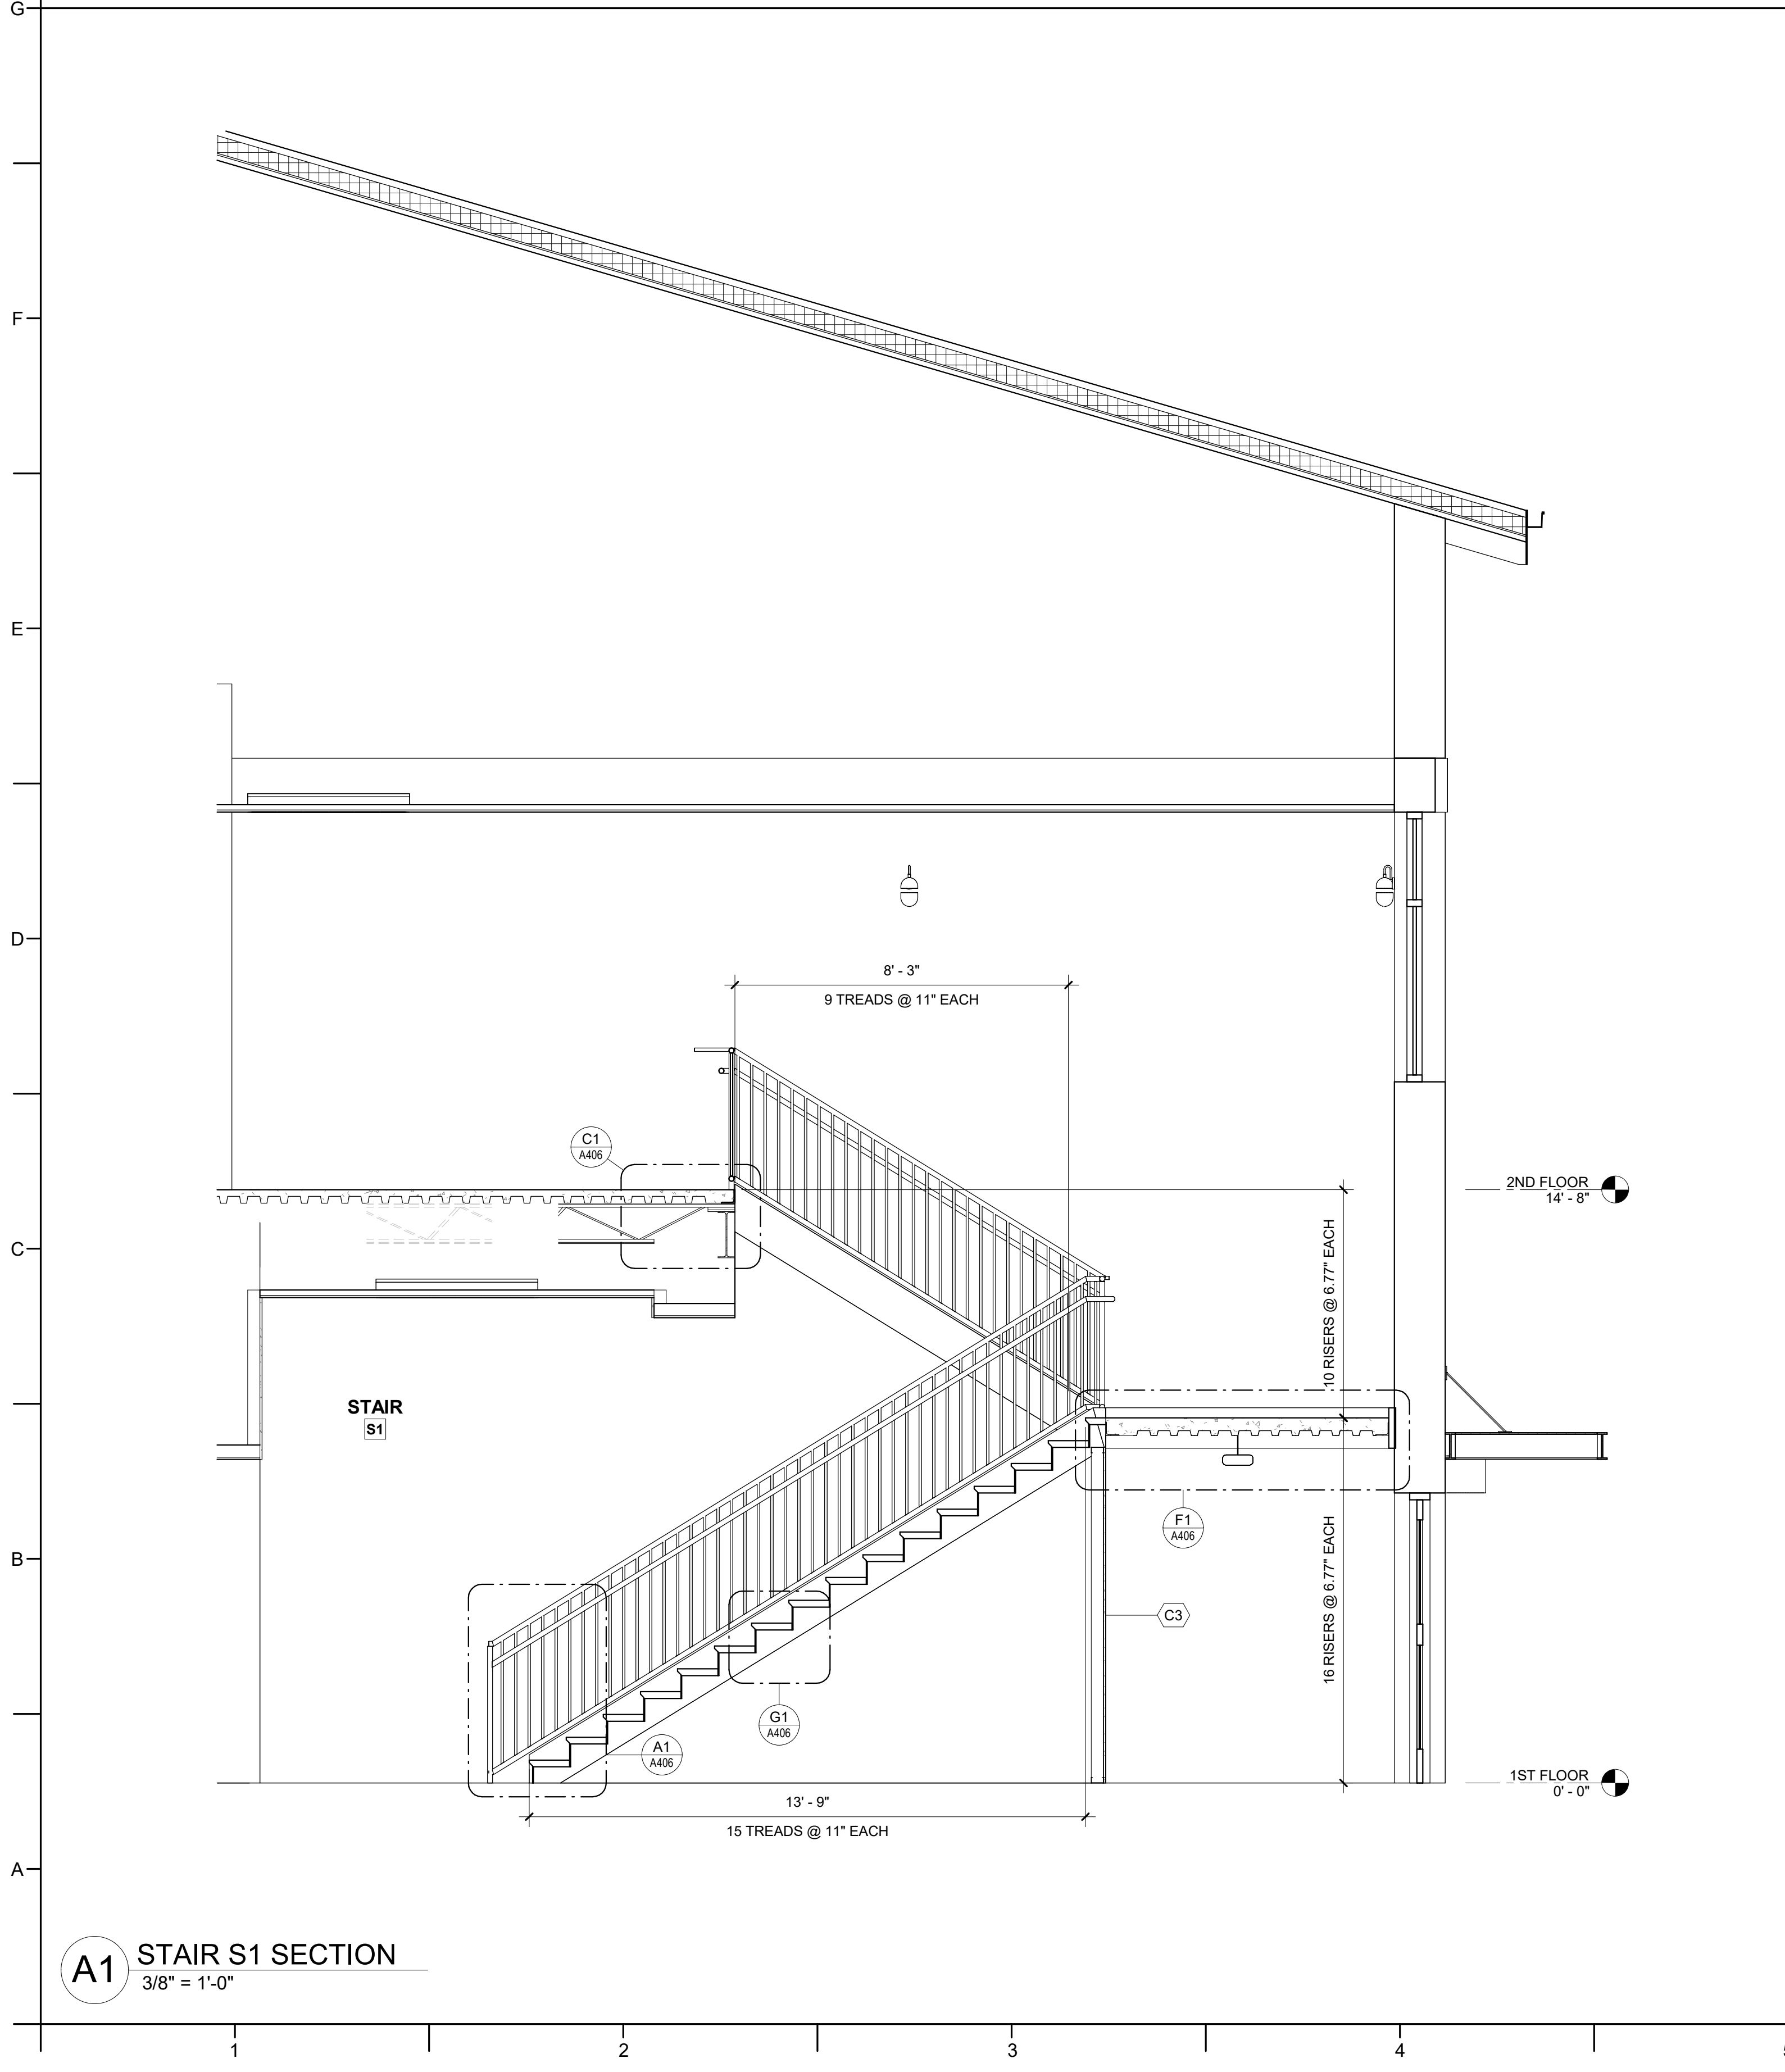 G
F
E
D
C
B
A
8' - 3"
9 TREADS @ 11" EACH
C1
A406
2ND FLOOR
14' - 8"
10 RISERS @ 6.77" EACH
STAIR
S1
F1
A406
16 RISERS @ 6.77" EACH
C3
G1
A406
A1
A406
1ST FLOOR
0' - 0"
13' - 9"
15 TREADS @ 11" EACH
A1
STAIR S1 SECTION
3/8" = 1'-0"
1
2
3
4